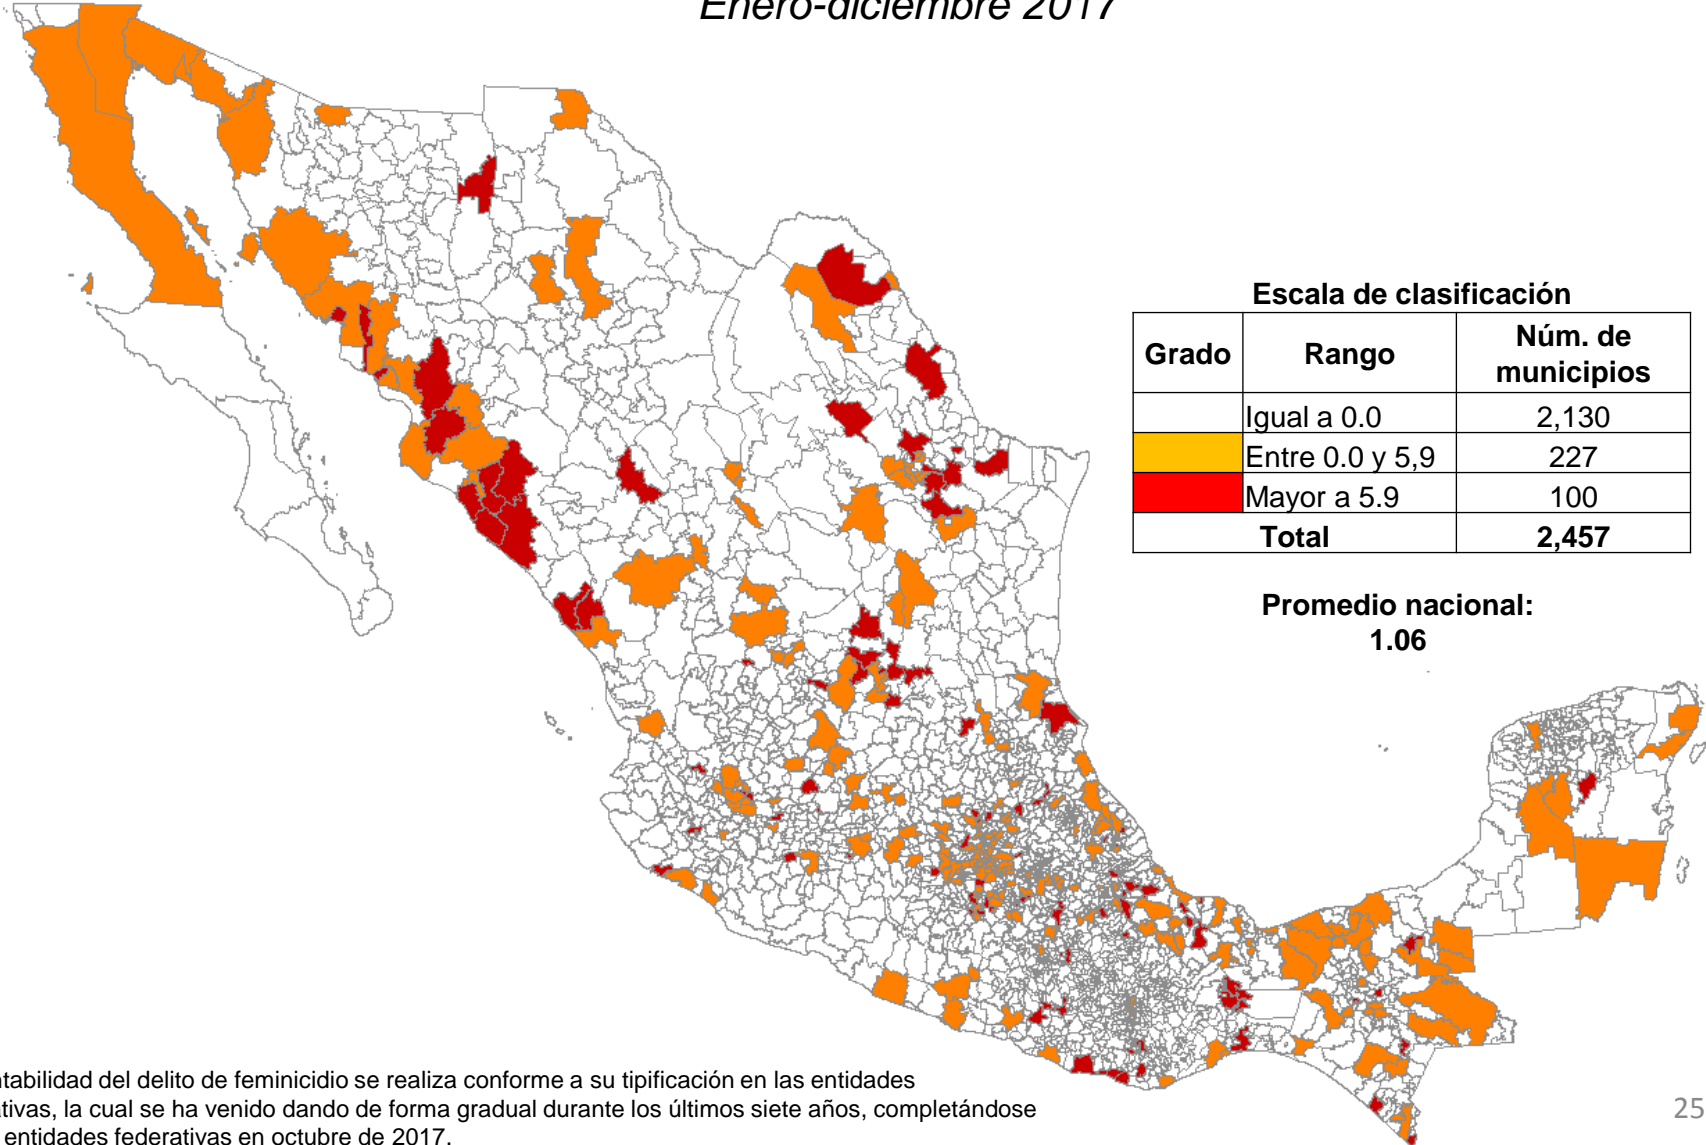 Enero-diciembre 2017
Escala de clasificación
Grado Rango Núm. de municipios
Igual a 0.0 2,130
Entre 0.0 y 5,9 227
Mayor a 5.9 100
Total 2,457
Promedio nacional:
1.06
del delito de feminicidio se realiza conforme a su tipificación en las entidades
la cual se ha venido dando de forma gradual durante los últimos siete años, completándose
entidades federativas en octubre de 2017.
25